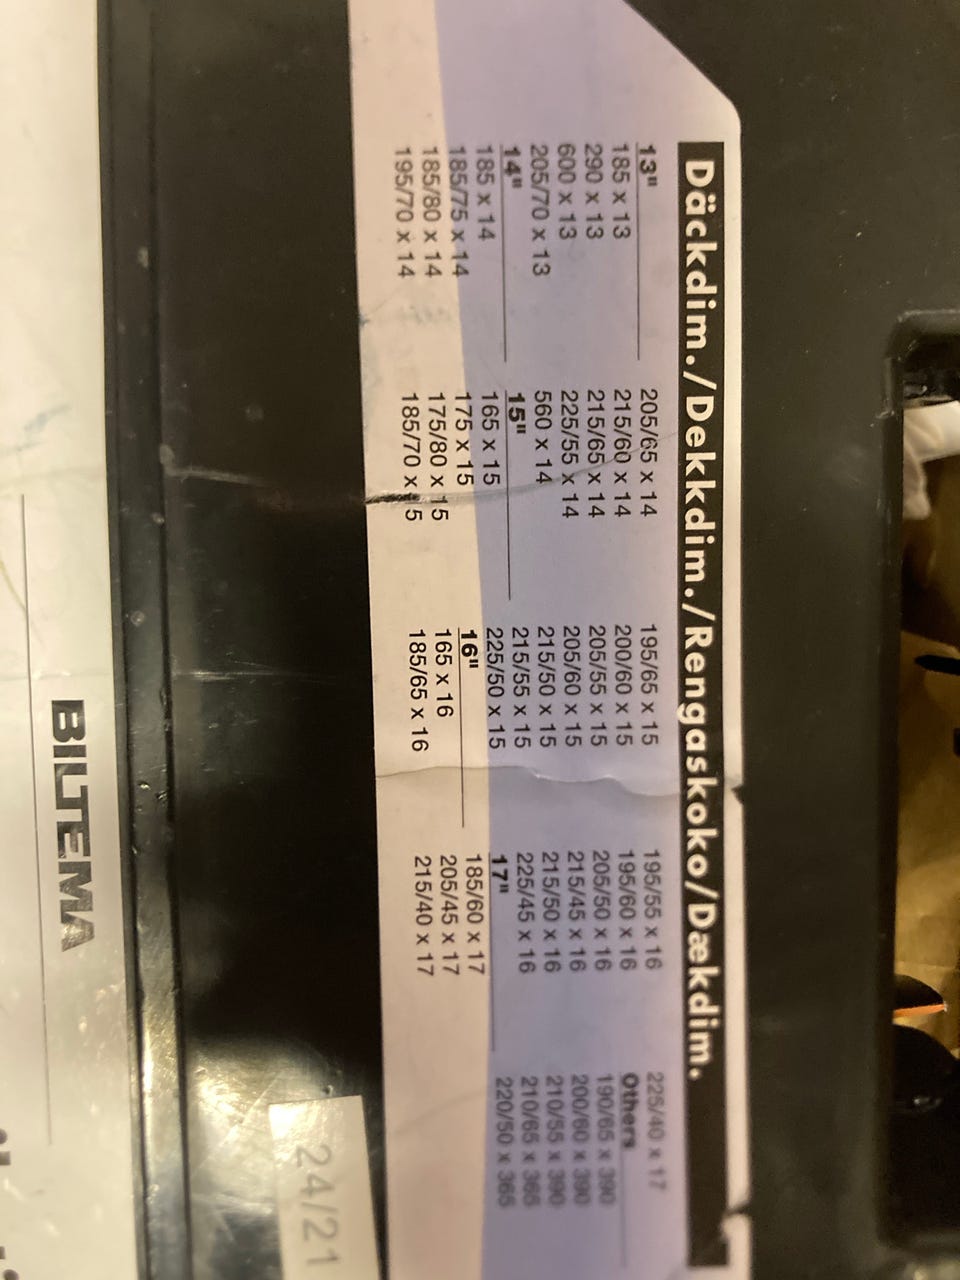 Däckdim./Dekkdim./Rengaskoko/Dækdim.
13"
185 x 13
290 x 13
600 x 13
205/70 x 13
14"
185 x 14
185/75 x 14
185/80 x 14
195/70 x 14
205/65 x 14
215/60 x 14
215/65 x 14
225/55 x 14
560 x 14
15"
165 x 15
175 x 15
175/80 x 15
185/70 x 15
195/65 x 15
200/60 x 15
205/55 x 15
205/60 x 15
215/50 x 15
215/55 x 15
225/50 x 15
16"
165 x 16
185/65 x 16
195/55 x 16
195/60 x 16
205/50 x 16
215/45 x 16
215/50 x 16
225/45 x 16
17"
185/60 x 17
205/45 x 17
215/40 x 17
225/40 x 17
Others
190/65 x 390
200/60 x 390
210/55 x 390
210/65 x 365
220/50 x 365
BILTEMA
24/21